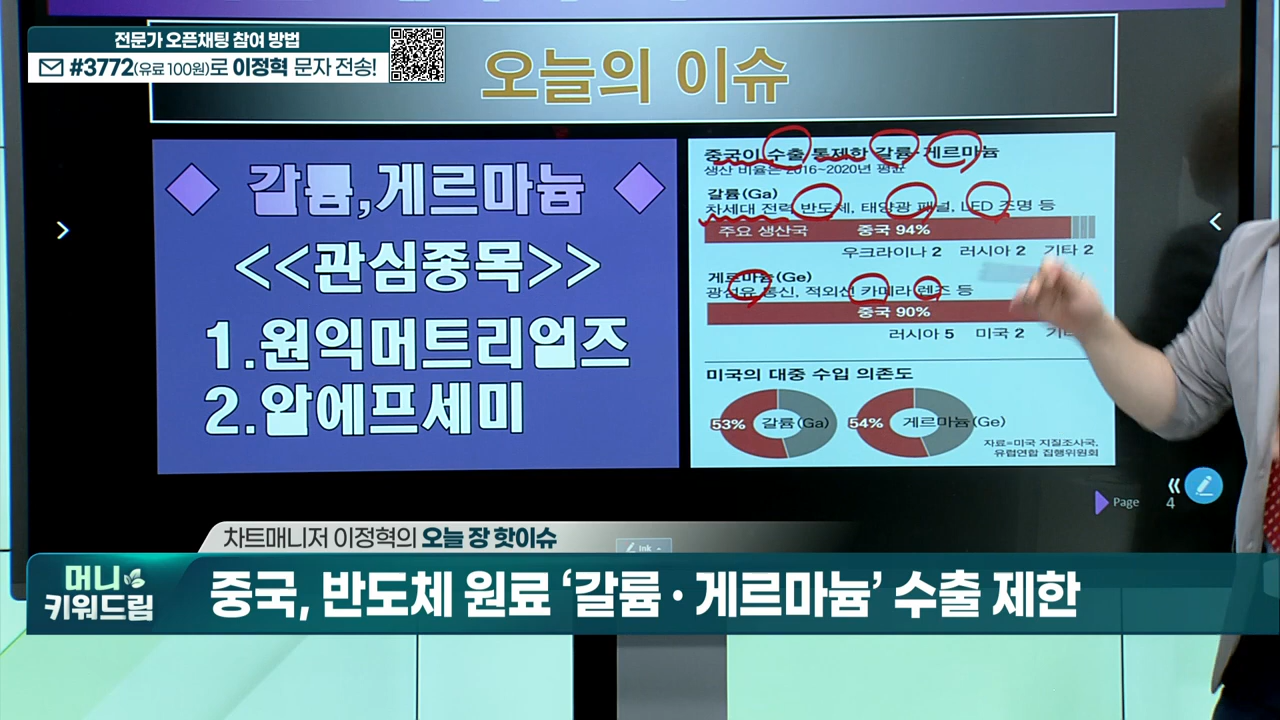 전문가 오픈채팅 참여 방법
#3772(유료 100원)로 이정혁 문자 전송!
오늘의 이슈
갈륨,게르마늄
<<관심종목>>
1.원익머트리얼즈
2.알에프세미
중국이 수출 통제한 갈륨·게르마늄
생산 비율은 2016~2020년 평균
갈륨(Ga)
차세대 전력 반도체, 태양광 패널, LED 조명 등
주요 생산국 중국 94%
우크라이나 2 러시아 2 기타 2
게르마늄(Ge)
광섬유 통신, 적외선 카메라 렌즈 등
중국 90%
러시아 5 미국 2
미국의 대중 수입 의존도
53% 갈륨(Ga) 54% 게르마늄(Ge)
자료=미국 지질조사국,
유럽연합 집행위원회
Page 4
Ink
차트매니저 이정혁의 오늘 장 핫이슈
머니
키워드림
중국, 반도체 원료 ‘갈륨·게르마늄’ 수출 제한